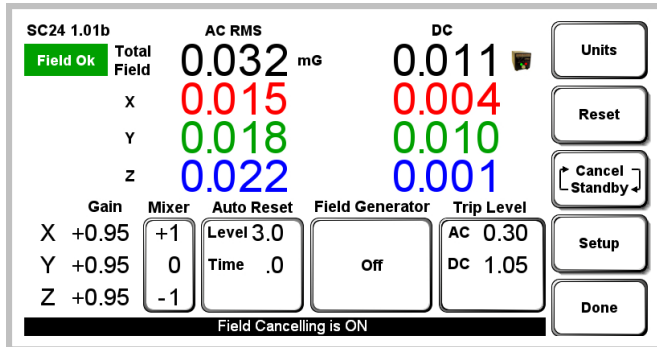 SC24 1.01b
AC RMS
DC
Field Ok
Total Field
0.032 mG
0.011
X
0.015
0.004
Y
0.018
0.010
Z
0.022
0.001
Gain
Mixer
Auto Reset
Field Generator
Trip Level
X +0.95
+1
Level 3.0
AC 0.30
Y +0.95
0
Time .0
Off
DC 1.05
Z +0.95
-1
Field Cancelling is ON
Units
Reset
Cancel
Standby
Setup
Done